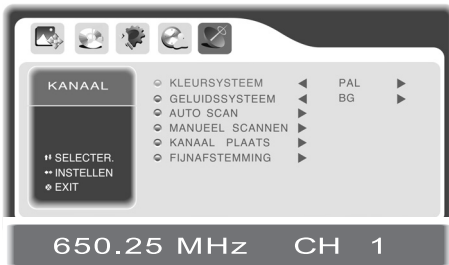 KANAAL
KLEURSYSTEEM PAL
GELUIDSSYSTEEM BG
AUTO SCAN
MANUEEL SCANNEN
KANAAL PLAATS
FIJNAFSTEMMING
SELECTER.
INSTELLEN
EXIT
650.25 MHz CH 1